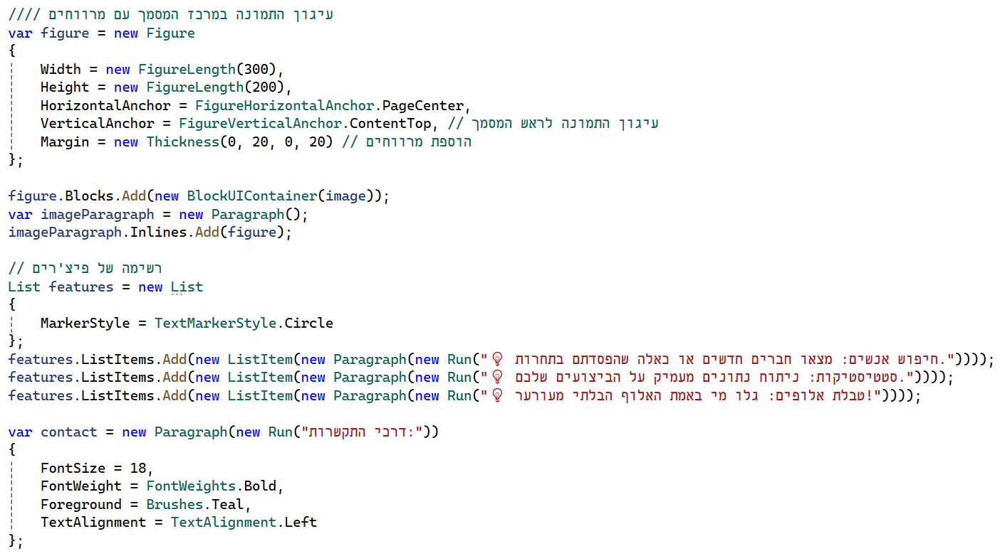 //// עיגון התמונה במרכז המסמך עם מרווחים
var figure = new Figure
{
    Width = new FigureLength(300),
    Height = new FigureLength(200),
    HorizontalAnchor = FigureHorizontalAnchor.PageCenter,
    VerticalAnchor = FigureVerticalAnchor.ContentTop, // עיגון התמונה לראש המסמך
    Margin = new Thickness(0, 20, 0, 20) // הוספת מרווחים
};

figure.Blocks.Add(new BlockUIContainer(image));
var imageParagraph = new Paragraph();
imageParagraph.Inlines.Add(figure);

// רשימה של פיצ'רים
List features = new List
{
    MarkerStyle = TextMarkerStyle.Circle
};
features.ListItems.Add(new ListItem(new Paragraph(new Run("💡 חיפוש אנשים: מצאו חברים חדשים או כאלה שהפסדתם בתחרות."))));
features.ListItems.Add(new ListItem(new Paragraph(new Run("💡 סטטיסטיקות: ניתוח נתונים מעמיק על הביצועים שלכם."))));
features.ListItems.Add(new ListItem(new Paragraph(new Run("💡 טבלת אלופים: גלו מי באמת האלוף הבלתי מעורער!"))));

var contact = new Paragraph(new Run("דרכי התקשרות:"))
{
    FontSize = 18,
    FontWeight = FontWeights.Bold,
    Foreground = Brushes.Teal,
    TextAlignment = TextAlignment.Left
};